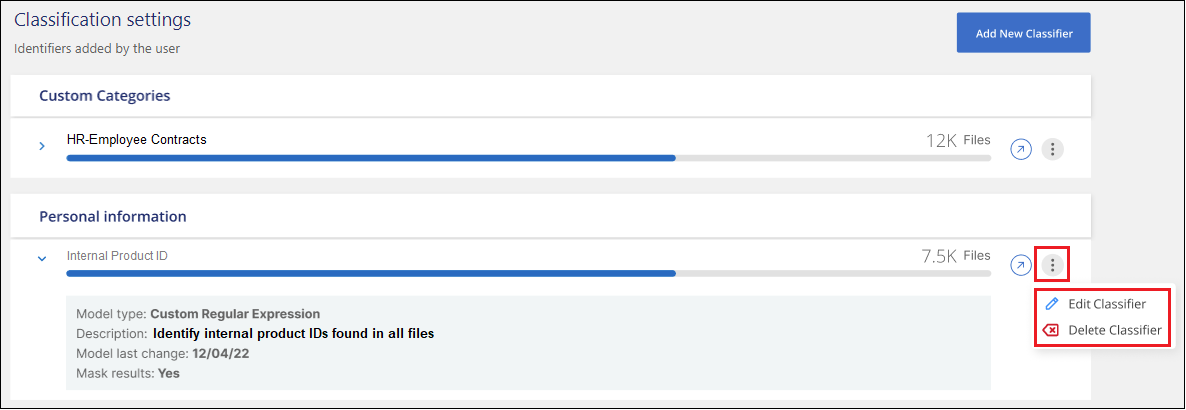 Classification settings
Identifiers added by the user
Add New Classifier
Custom Categories
HR-Employee Contracts
12K Files
Personal information
Internal Product ID
7.5K Files
Model type: Custom Regular Expression
Description: Identify internal product IDs found in all files
Model last change: 12/04/22
Mask results: Yes
Edit Classifier
Delete Classifier